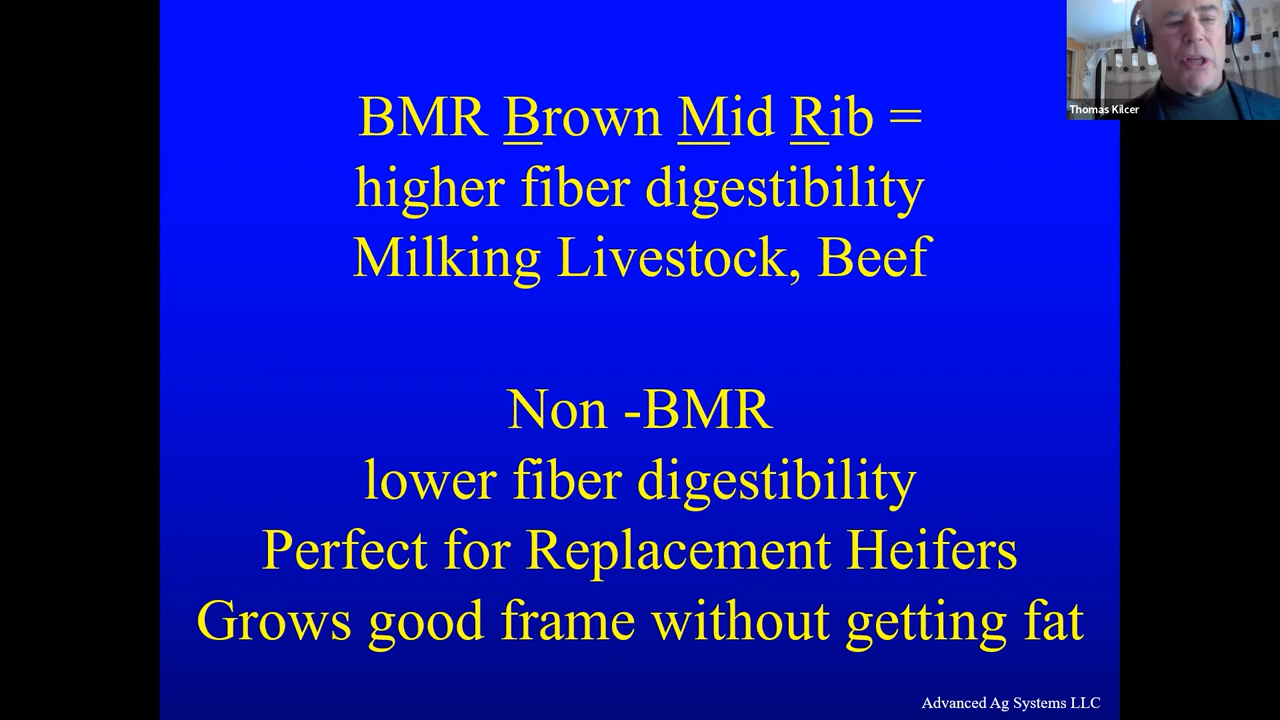 Thomas Kilcer
BMR Brown Mid Rib =
higher fiber digestibility
Milking Livestock, Beef
Non -BMR
lower fiber digestibility
Perfect for Replacement Heifers
Grows good frame without getting fat
Advanced Ag Systems LLC